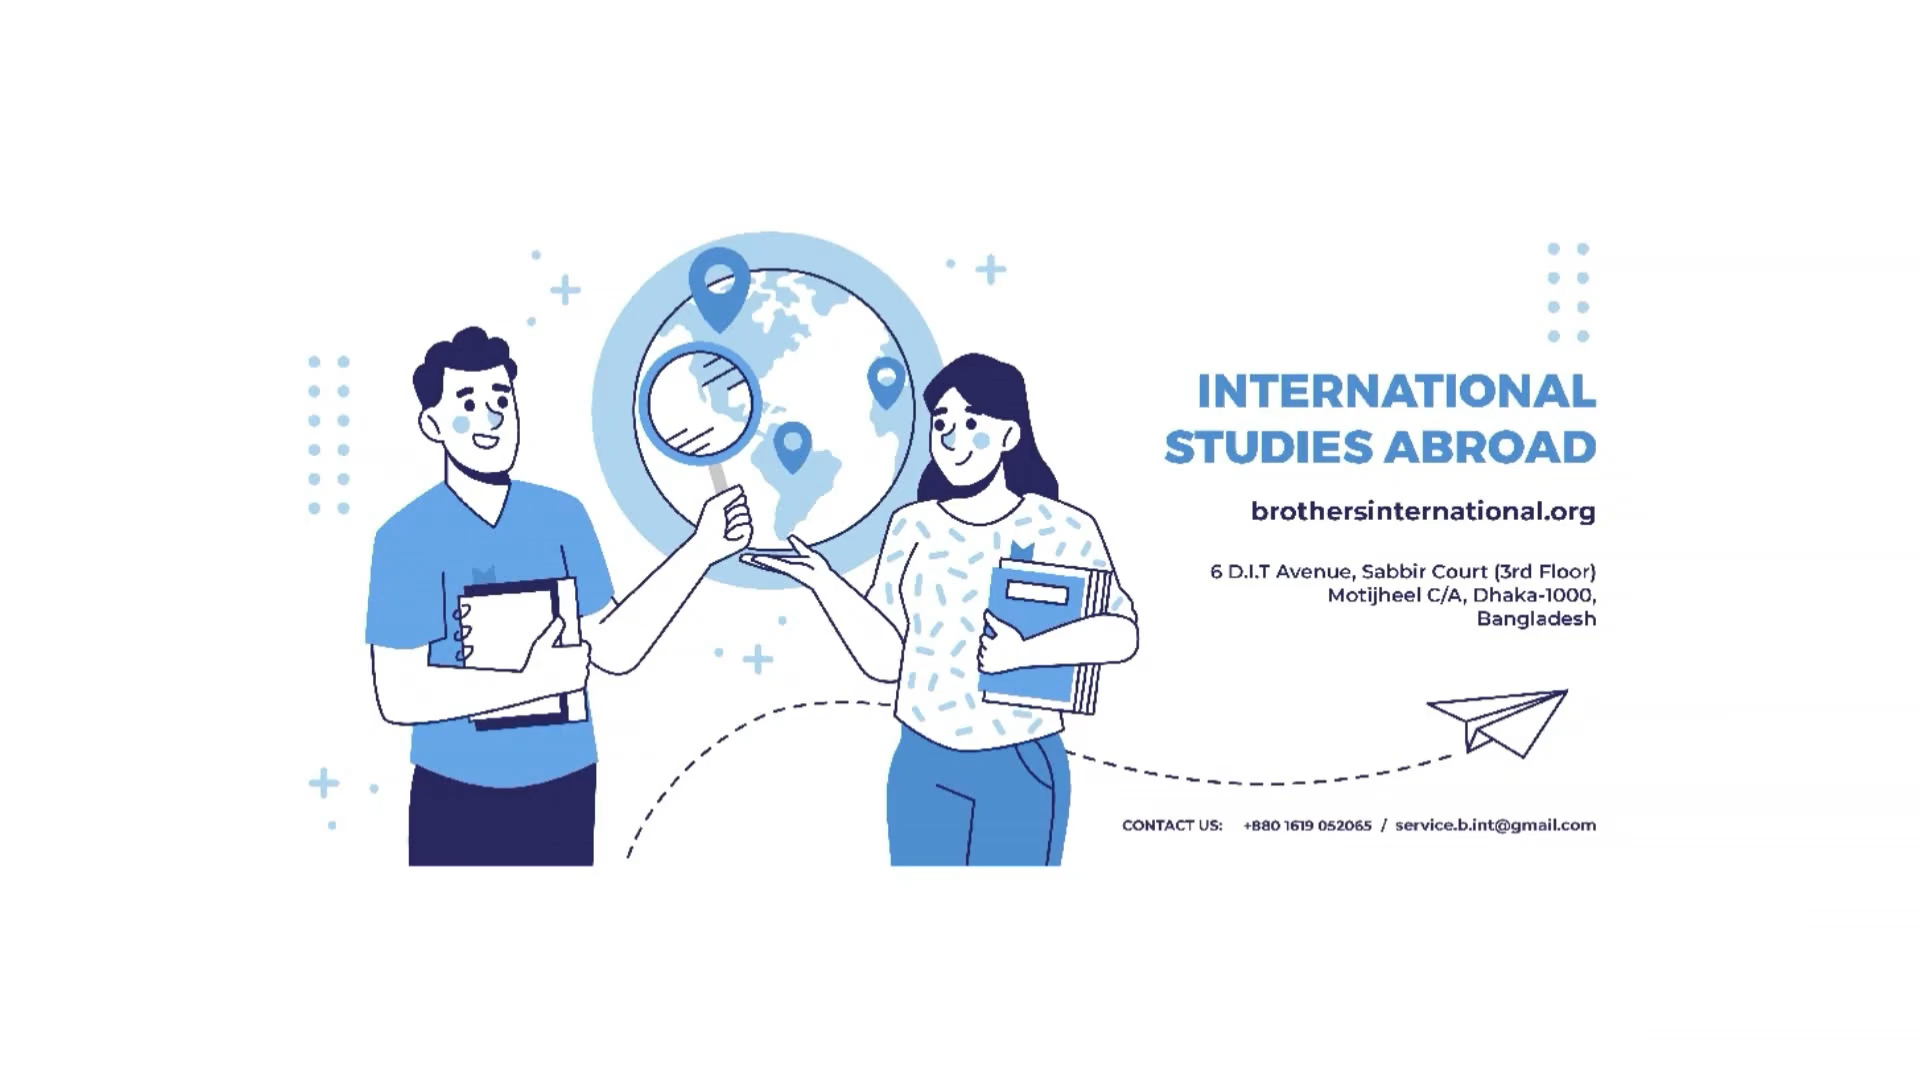 INTERNATIONAL
STUDIES ABROAD
brothersinternational.org
6 D.I.T Avenue, Sabbir Court (3rd Floor)
Motijheel C/A, Dhaka-1000,
Bangladesh
CONTACT US: +880 1619 052065 / service.b.int@gmail.com